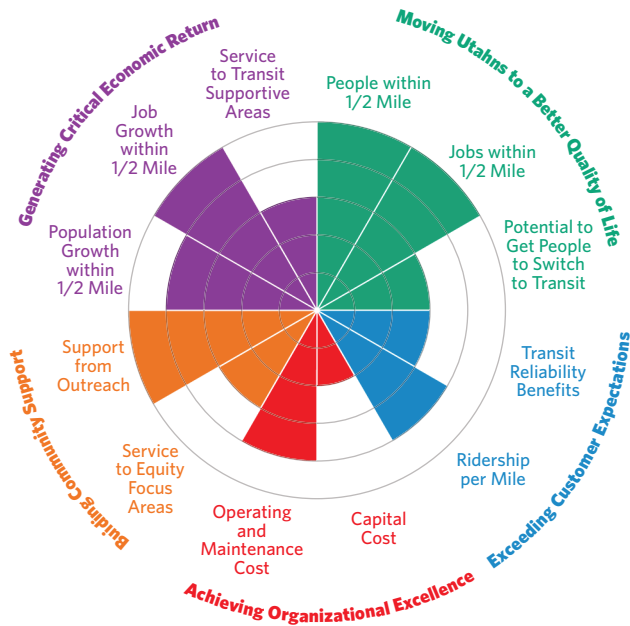 Generating Critical Economic Return
Moving Utahns to a Better Quality of Life
Service
to Transit
Supportive
Areas
People within
1/2 Mile
Job
Growth
within
1/2 Mile
Jobs within
1/2 Mile
Population
Growth
within
1/2 Mile
Potential to
Get People
to Switch
to Transit
Support
from
Outreach
Transit
Reliability
Benefits
Service
to Equity
Focus
Areas
Ridership
per Mile
Operating
and
Maintenance
Cost
Capital
Cost
Buiding Community Support
Exceeding Customer Expectations
Achieving Organizational Excellence